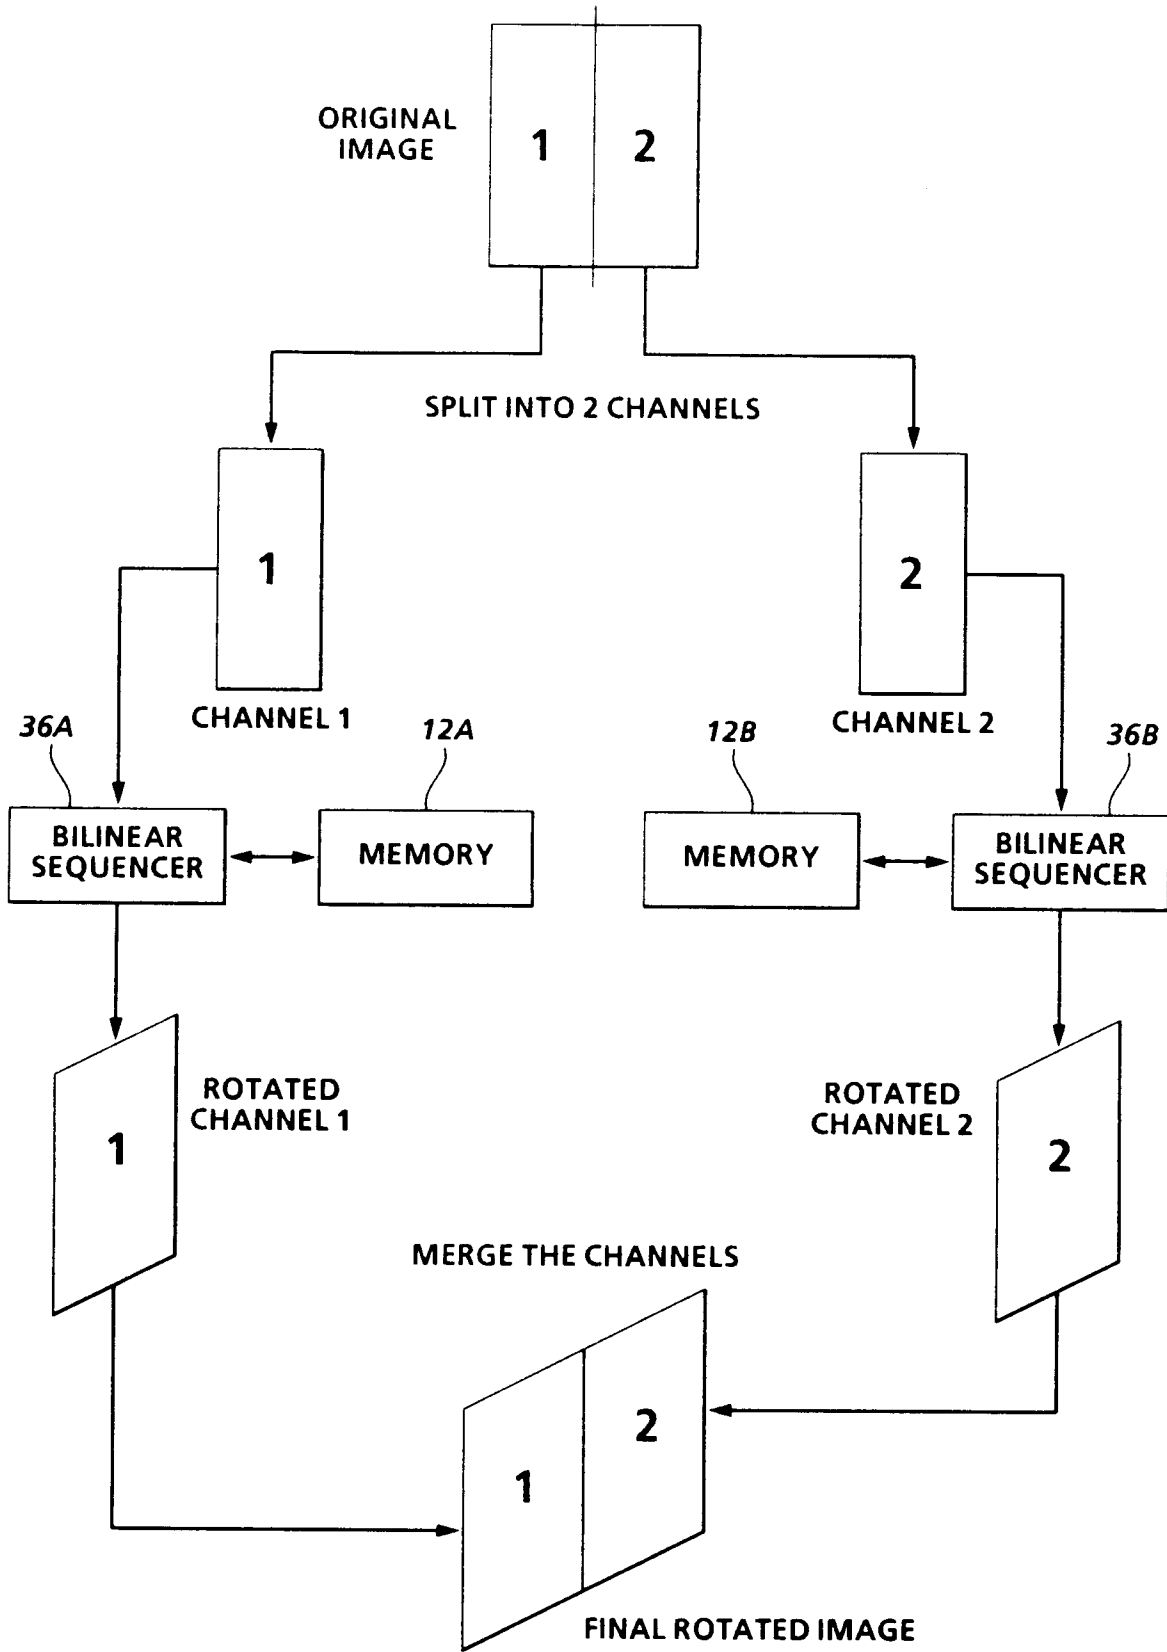 ORIGINAL
IMAGE
1
2
SPLIT INTO 2 CHANNELS
1
2
CHANNEL 1
CHANNEL 2
36A
12A
12B
36B
BILINEAR
SEQUENCER
MEMORY
MEMORY
BILINEAR
SEQUENCER
ROTATED
CHANNEL 1
ROTATED
CHANNEL 2
1
2
MERGE THE CHANNELS
1
2
FINAL ROTATED IMAGE